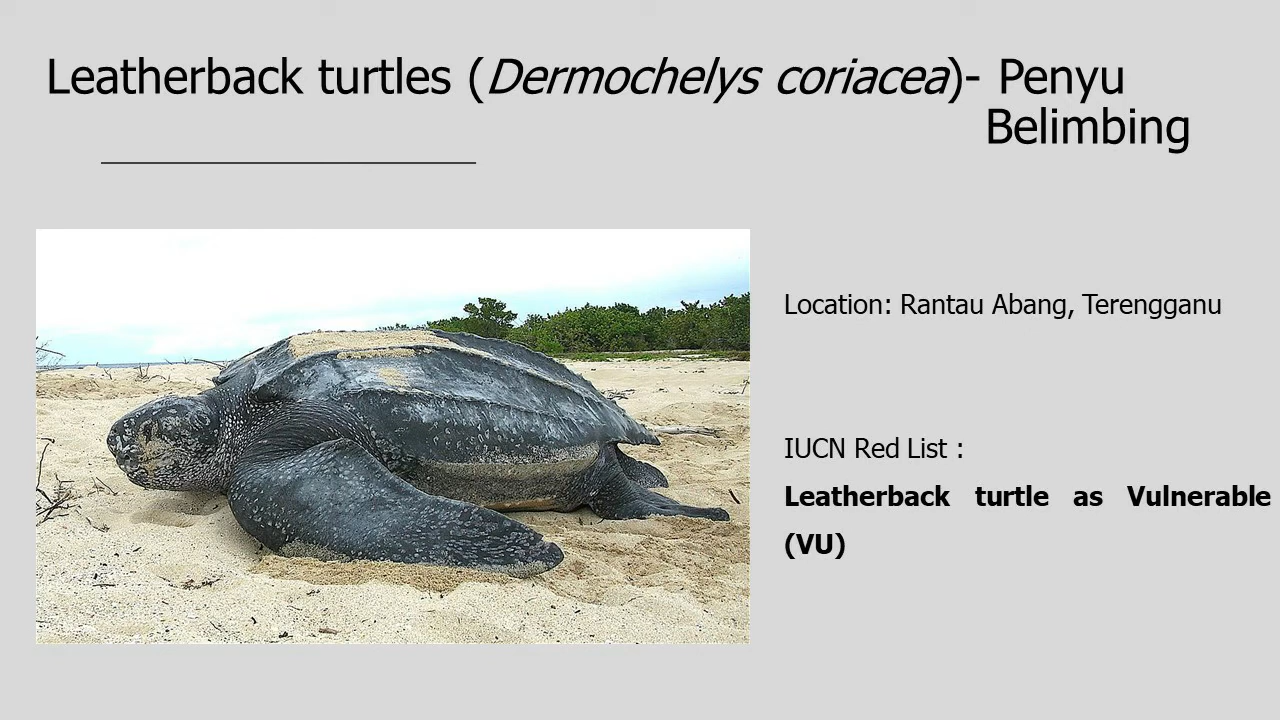 Leatherback turtles (Dermochelys coriacea)- Penyu
Belimbing
Location: Rantau Abang, Terengganu
IUCN Red List :
Leatherback turtle as Vulnerable
(VU)